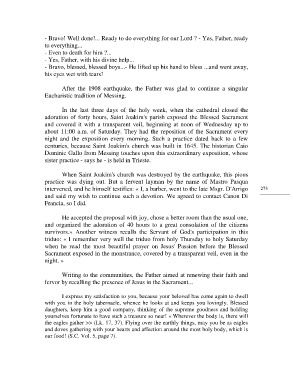 - Bravo! Well done!... Ready to do everything for our Lord ? - Yes, Father, ready
to everything...
- Even to death for him ?...
- Yes, Father, with his divine help...
- Bravo, blessed, blessed boys...- He lifted up his hand to bless ...and went away,
his eyes wet with tears!
After the 1908 earthquake, the Father was glad to continue a singular
Eucharistic tradition of Messing.
In the last three days of the holy week, when the cathedral closed the
adoration of forty hours, Saint Joakim's parish exposed the Blessed Sacrament
and covered it with a transparent veil, beginning at noon of Wednesday up to
about 11:00 a.m. of Saturday. They had the reposition of the Sacrament every
night and the exposition every morning. Such a practice dated back to a few
centuries, because Saint Joakim's church was built in 1645. The historian Caio
Dominic Gallo from Messing touches upon this extraordinary exposition, whose
sister practice - says he - is held in Trieste.
When Saint Joakim's church was destroyed by the earthquake, this pious
practice was dying out. But a fervent layman by the name of Mastro Pasqua
intervened, and he himself testifies: « I, a barber, went to the late Msgr. D'Arrigo
and said my wish to continue such a devotion. We agreed to contact Canon Di
Francia, so I did.
275
He accepted the proposal with joy, chose a better room than the usual one,
and organized the adoration of 40 hours to a great consolation of the citizens
survivors.» Another witness recalls the Servant of God's participation in this
triduo: « I remember very well the triduo from holy Thursday to holy Saturday
when he read the most beautiful prayer on Jesus' Passion before the Blessed
Sacrament exposed in the monstrance, covered by a transparent veil, even in the
night. »
Writing to the communities, the Father aimed at renewing their faith and
fervor by recalling the presence of Jesus in the Sacrament...
I express my satisfaction to you, because your beloved has come again to dwell
with you in the holy tabernacle, whence he looks at and keeps you lovingly. Blessed
daughters, keep him a good company, thinking of the supreme goodness and holding
yourselves fortunate to have such a treasure so near! « Wherever the body is, there will
the eagles gather >> (Lk. 17, 37). Flying over the earthly things, may you be as eagles
and doves gathering with your hearts and affection around the most holy body, which is
our food! (S.C. Vol. 5, page 7).